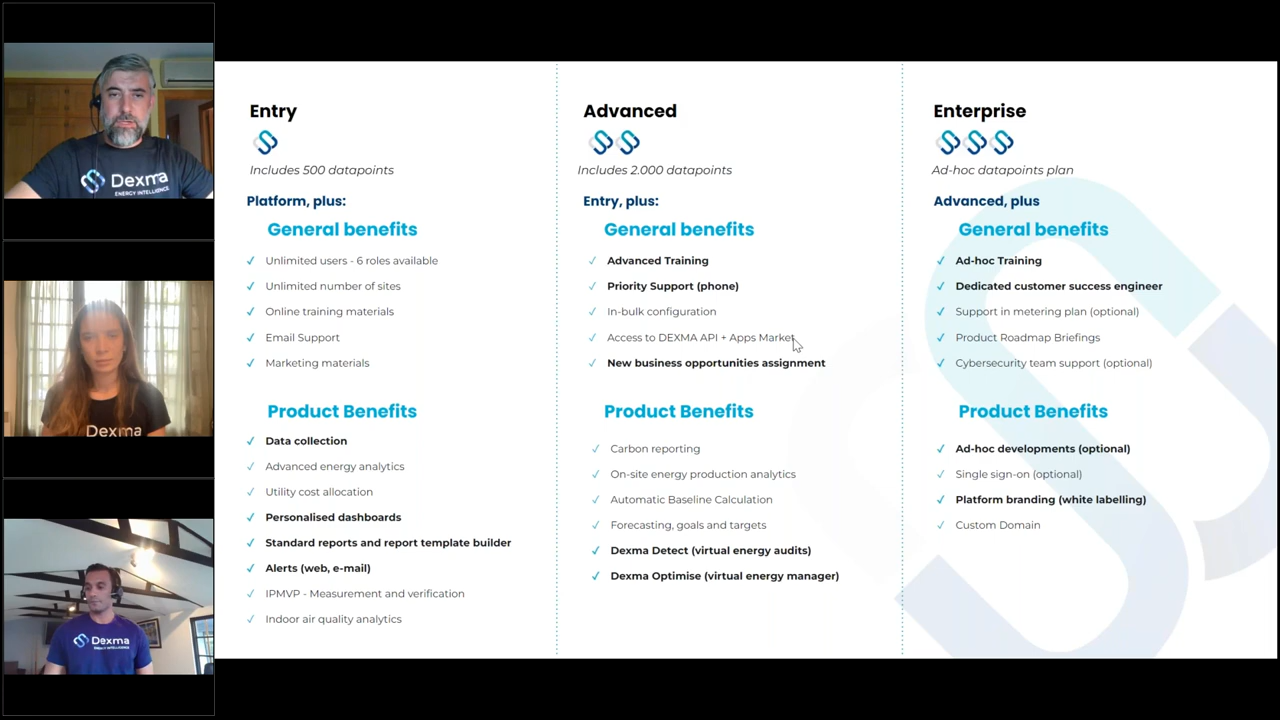 Dexma
ENERGY INTELLIGENCE
Dexma
Dexma
ENERGY INTELLIGENCE
Entry
Includes 500 datapoints
Platform, plus:
General benefits
Unlimited users - 6 roles available
Unlimited number of sites
Online training materials
Email Support
Marketing materials
Product Benefits
Data collection
Advanced energy analytics
Utility cost allocation
Personalised dashboards
Standard reports and report template builder
Alerts (web, e-mail)
IPMVP - Measurement and verification
Indoor air quality analytics
Advanced
Includes 2.000 datapoints
Entry, plus:
General benefits
Advanced Training
Priority Support (phone)
In-bulk configuration
Access to DEXMA API + Apps Market
New business opportunities assignment
Product Benefits
Carbon reporting
On-site energy production analytics
Automatic Baseline Calculation
Forecasting, goals and targets
Dexma Detect (virtual energy audits)
Dexma Optimise (virtual energy manager)
Enterprise
Ad-hoc datapoints plan
Advanced, plus
General benefits
Ad-hoc Training
Dedicated customer success engineer
Support in metering plan (optional)
Product Roadmap Briefings
Cybersecurity team support (optional)
Product Benefits
Ad-hoc developments (optional)
Single sign-on (optional)
Platform branding (white labelling)
Custom Domain